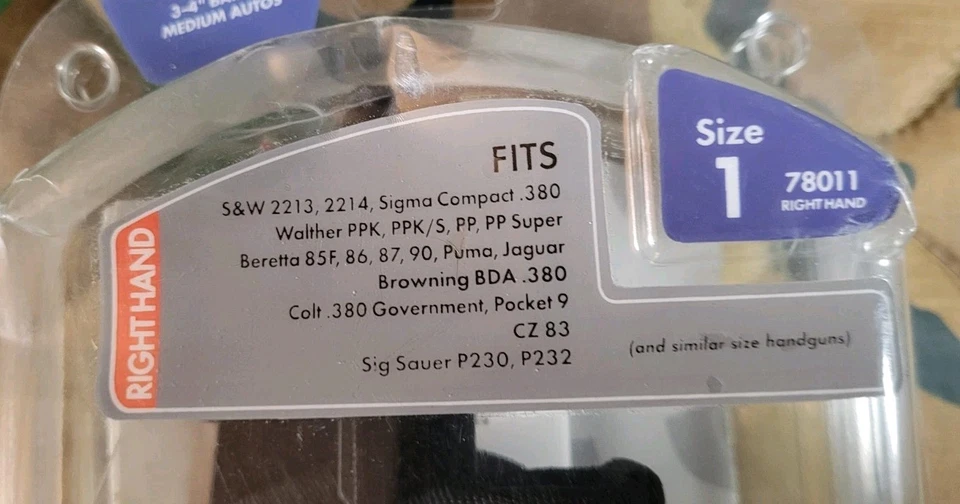 3-4"
MEDIUM AUTOS
Size
1
78011
RIGHT HAND
FITS
S&W 2213, 2214, Sigma Compact .380
Walther PPK, PPK/S, PP, PP Super
Beretta 85F, 86, 87, 90, Puma, Jaguar
Browning BDA .380
Colt .380 Government, Pocket 9
CZ 83
Sig Sauer P230, P232
(and similar size handguns)
RIGHT HAND